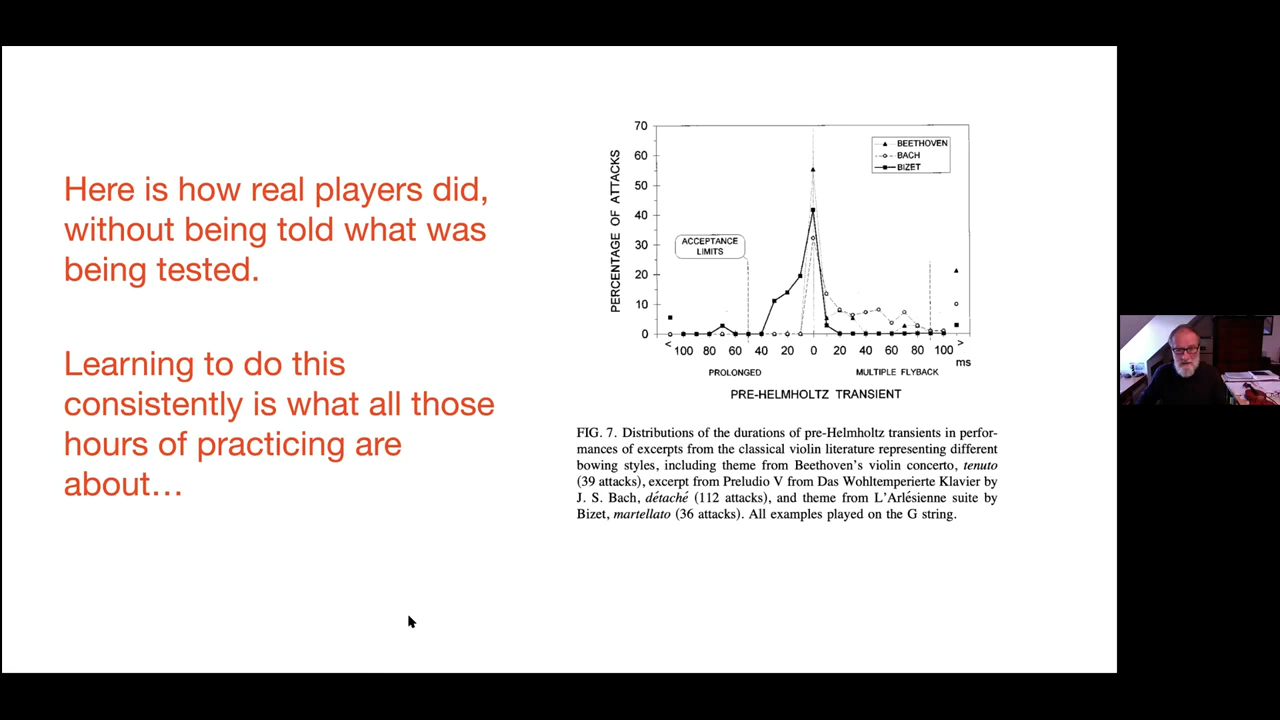 Here is how real players did,
without being told what was
being tested.
Learning to do this
consistently is what all those
hours of practicing are
about…
70
60
50
40
30
20
10
0
PERCENTAGE OF ATTACKS
BEETHOVEN
BACH
BIZET
ACCEPTANCE
LIMITS
< 100 80 60 40 20 0 20 40 60 80 100 >
ms
PROLONGED MULTIPLE FLYBACK
PRE-HELMHOLTZ TRANSIENT
FIG. 7. Distributions of the durations of pre-Helmholtz transients in perfor-
mances of excerpts from the classical violin literature representing different
bowing styles, including theme from Beethoven's violin concerto, tenuto
(39 attacks), excerpt from Preludio V from Das Wohltemperierte Klavier by
J. S. Bach, détaché (112 attacks), and theme from L'Arlésienne suite by
Bizet, martellato (36 attacks). All examples played on the G string.